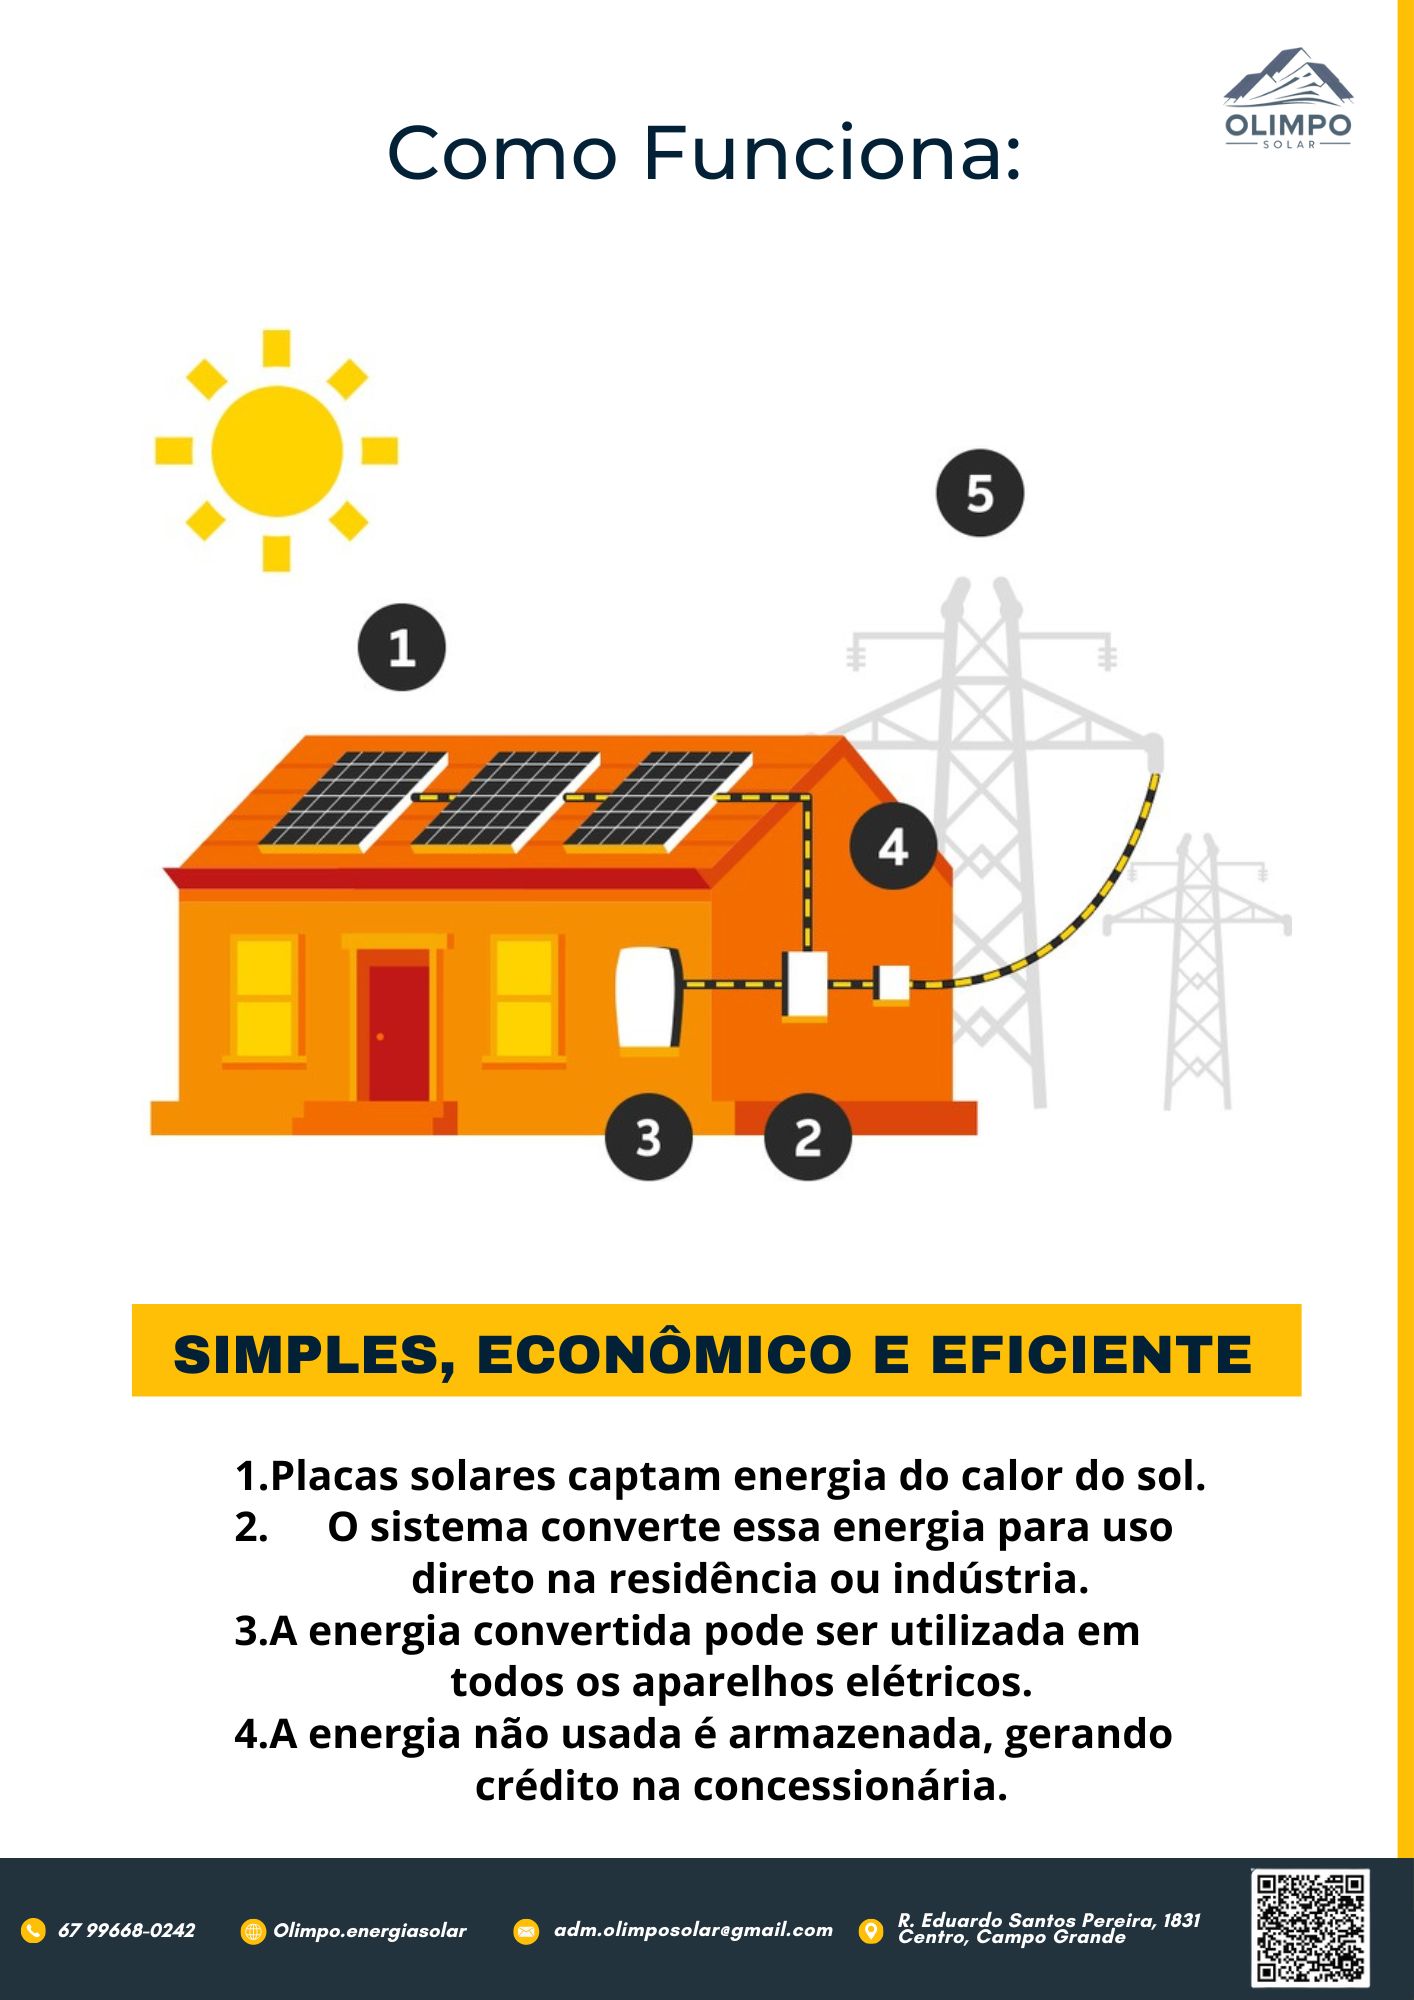 OLIMPO
SOLAR
Como Funciona:
5
1
4
3
2
SIMPLES, ECONÔMICO E EFICIENTE
1.Placas solares captam energia do calor do sol.
2. O sistema converte essa energia para uso
direto na residência ou indústria.
3.A energia convertida pode ser utilizada em
todos os aparelhos elétricos.
4.A energia não usada é armazenada, gerando
crédito na concessionária.
67 99668-0242
Olimpo.energiasolar
adm.olimposolar@gmail.com
R. Eduardo Santos Pereira, 1831
Centro, Campo Grande